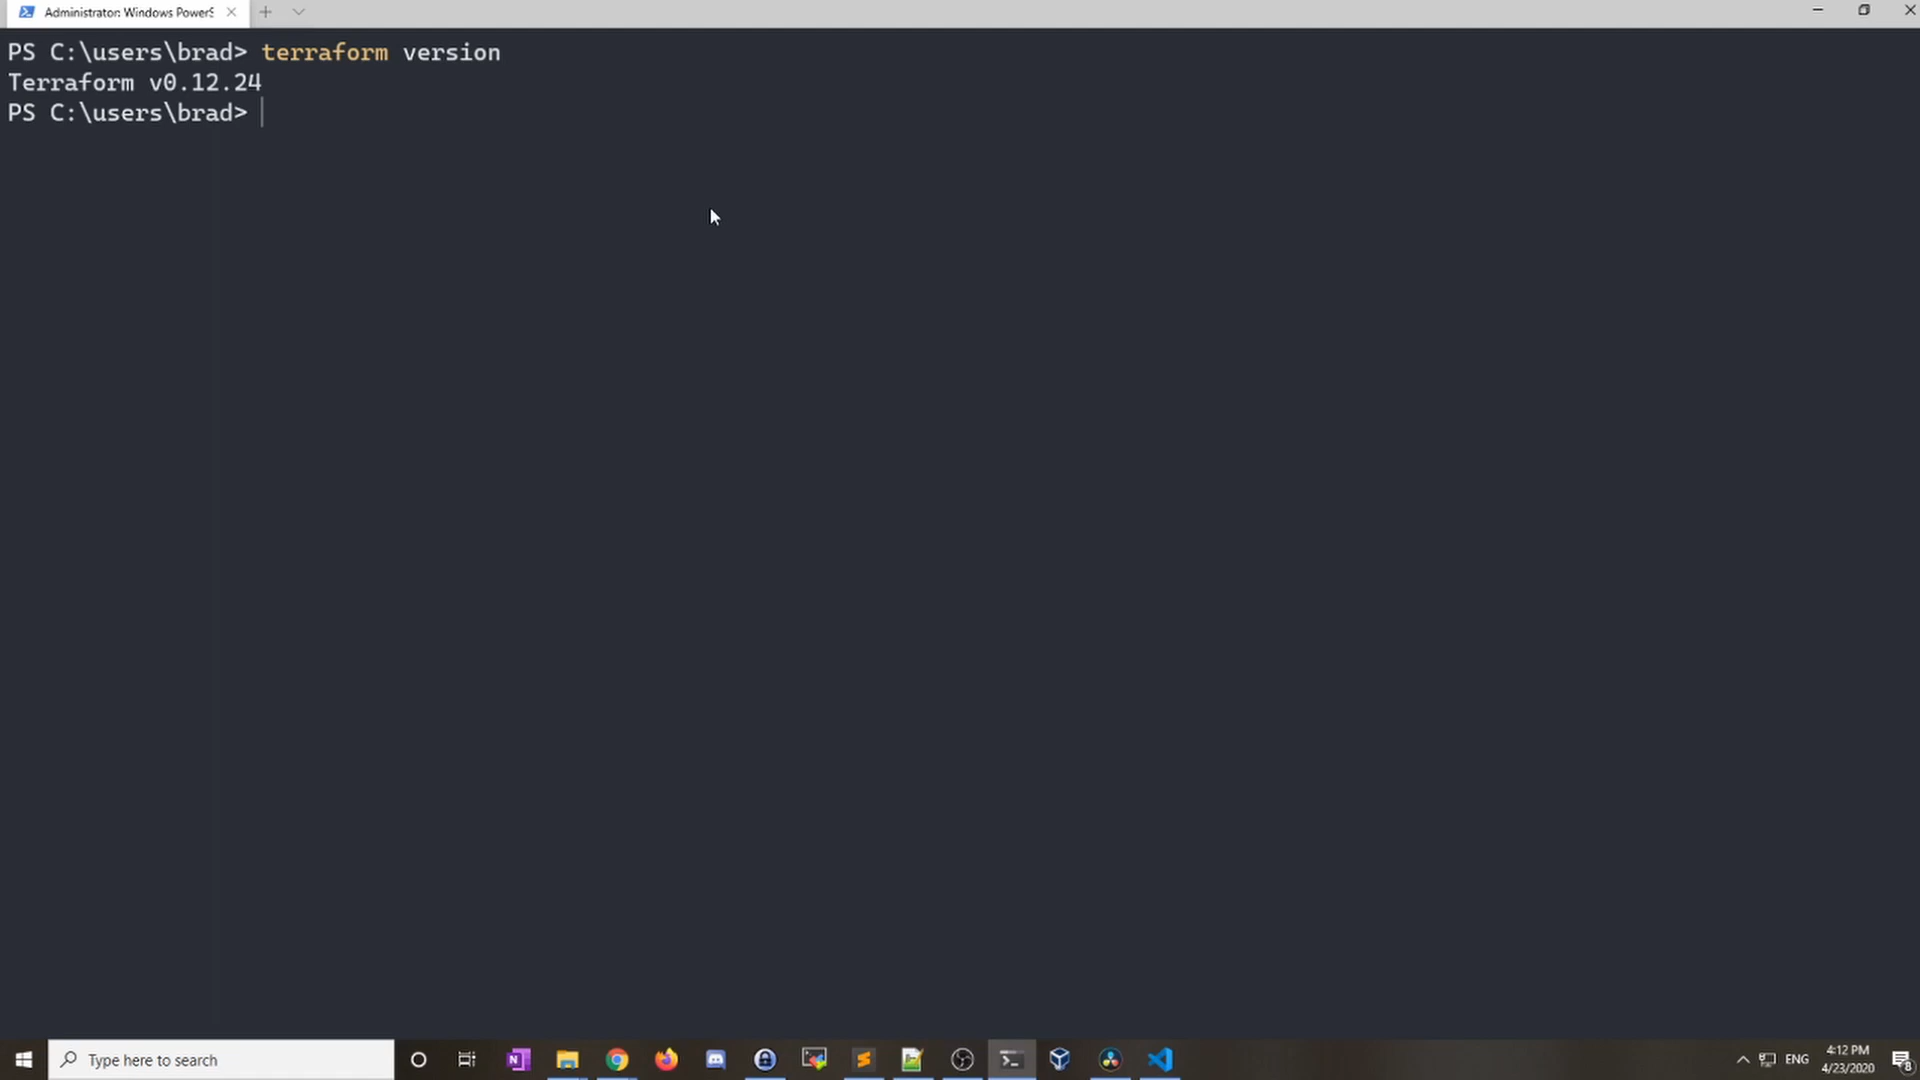 Administrator: Windows PowerS
PS C:\users\brad> terraform version
Terraform v0.12.24
PS C:\users\brad>
Type here to search
ENG
4:12 PM
4/23/2020
8